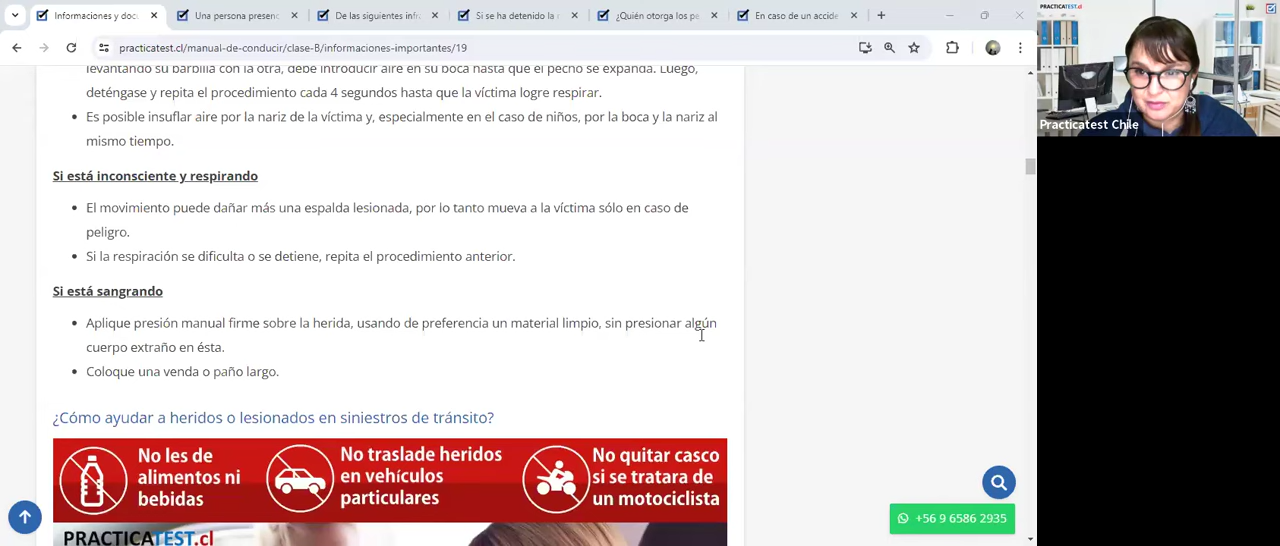 Informaciones y docu
Una persona presenc
De las siguientes infra
Si se ha detenido la c
¿Quién otorga los pe
En caso de un accide
practicatest.cl/manual-de-conducir/clase-B/informaciones-importantes/19
levantando su barbilla con la otra, debe introducir aire en su boca hasta que el pecho se expanda. Luego,
deténgase y repita el procedimiento cada 4 segundos hasta que la víctima logre respirar.
Es posible insuflar aire por la nariz de la víctima y, especialmente en el caso de niños, por la boca y la nariz al
mismo tiempo.
Si está inconsciente y respirando
El movimiento puede dañar más una espalda lesionada, por lo tanto mueva a la víctima sólo en caso de
peligro.
Si la respiración se dificulta o se detiene, repita el procedimiento anterior.
Si está sangrando
Aplique presión manual firme sobre la herida, usando de preferencia un material limpio, sin presionar algún
cuerpo extraño en ésta.
Coloque una venda o paño largo.
¿Cómo ayudar a heridos o lesionados en siniestros de tránsito?
No les de
alimentos ni
bebidas
No traslade heridos
en vehículos
particulares
No quitar casco
si se tratara de
un motociclista
PRACTICATEST.cl
+56 9 6586 2935
PRACTICATEST.cl
Practicatest Chile